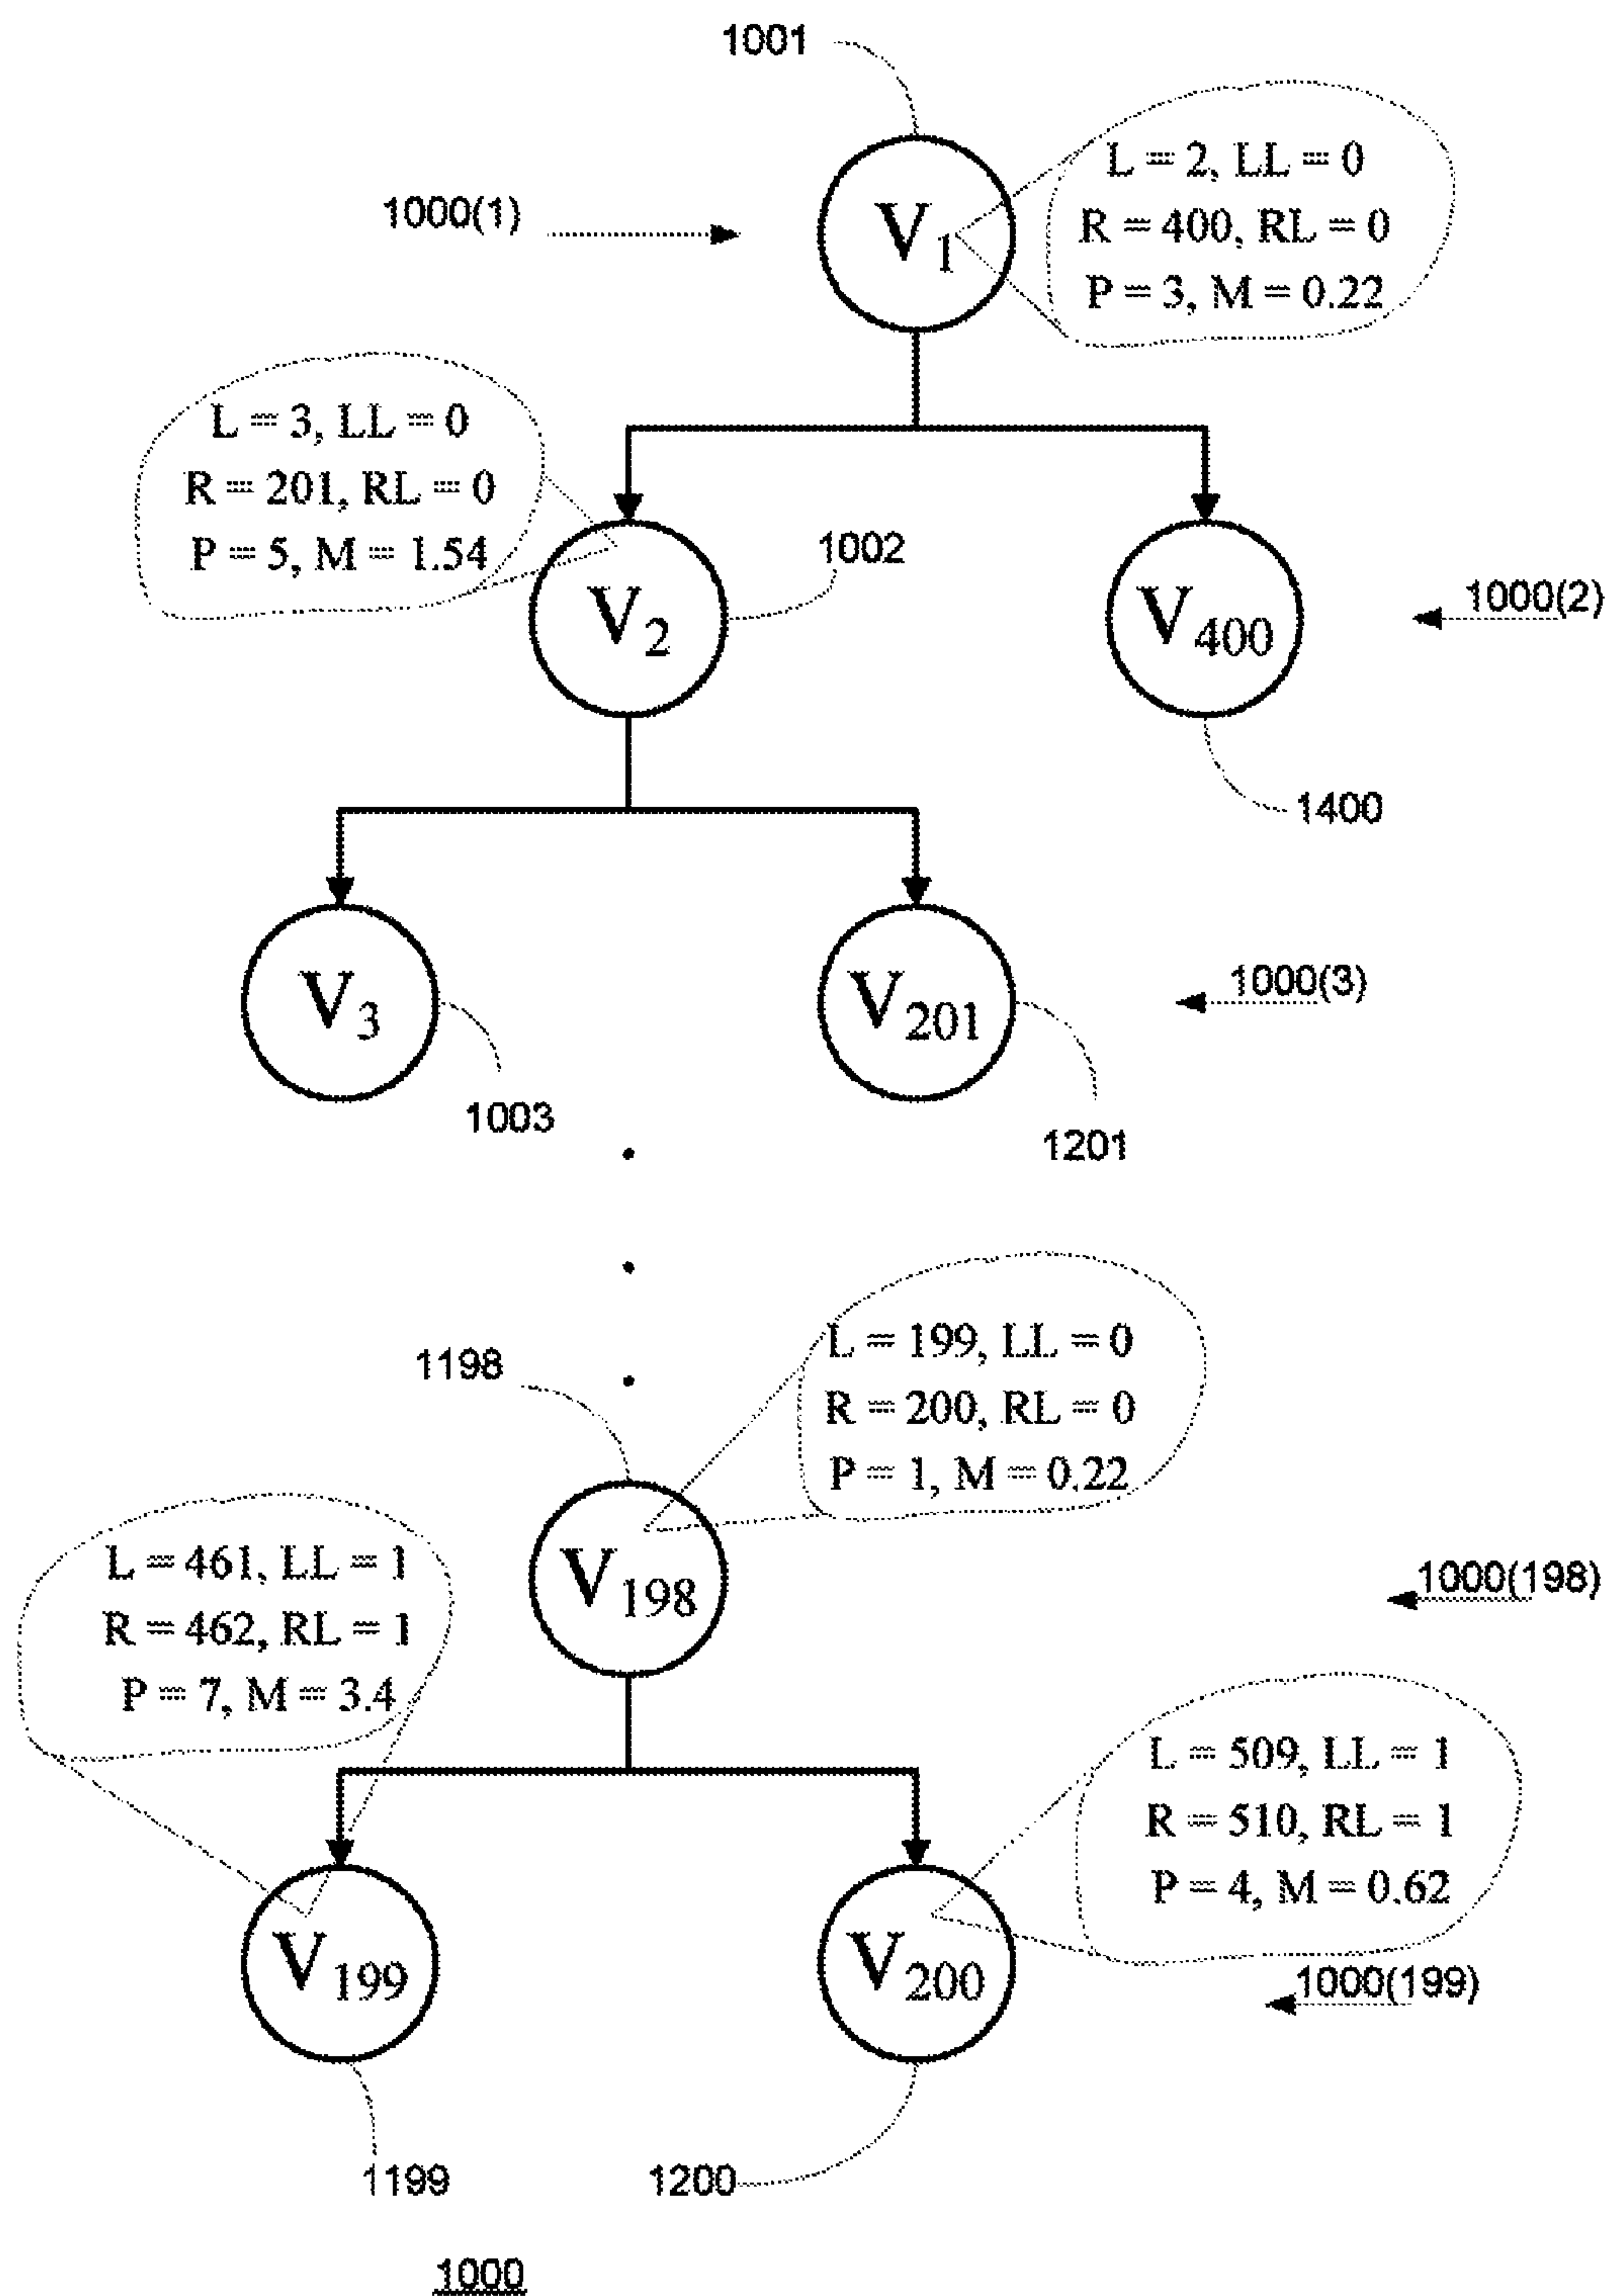 1001
L = 2, LL = 0
1000(1)
V1
R = 400, RL = 0
P = 3, M = 0.22
L = 3, LL = 0
R = 201, RL = 0
P = 5, M = 1.54
1002
1000(2)
V2
V400
1400
V3
V201
1000(3)
1003
1201
L = 199, LL = 0
1198
R = 200, RL = 0
P = 1, M = 0.22
L = 461, LL = 1
V198
1000(198)
R = 462, RL = 1
P = 7, M = 3.4
L = 509, LL = 1
R = 510, RL = 1
P = 4, M = 0.62
V199
V200
1000(199)
1199
1200
1000